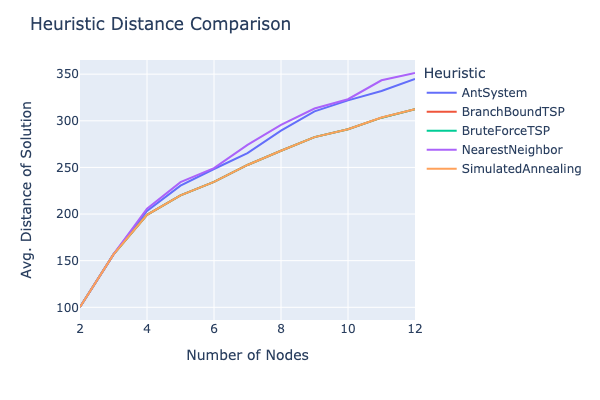 Heuristic Distance Comparison
Heuristic
AntSystem
BranchBoundTSP
BruteForceTSP
NearestNeighbor
SimulatedAnnealing
Avg. Distance of Solution
350
300
250
200
150
100
2 4 6 8 10 12
Number of Nodes